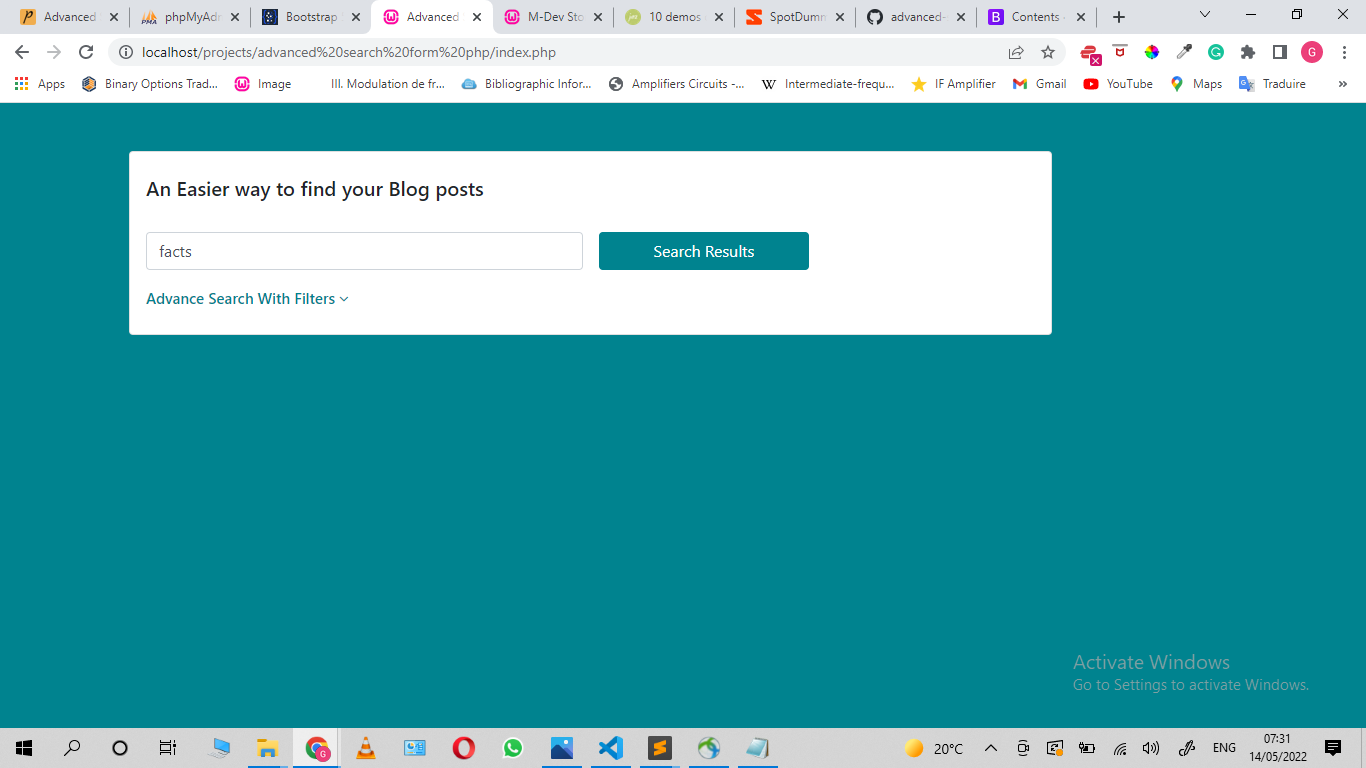 Advanced
phpMyAdr
Bootstrap
Advanced
M-Dev Sto
10 demos
SpotDumm
advanced-
Contents
localhost/projects/advanced%20search%20form%20php/index.php
G
Apps
Binary Options Trad...
Image
III. Modulation de fr...
Bibliographic Infor...
Amplifiers Circuits -...
Intermediate-frequ...
IF Amplifier
Gmail
YouTube
Maps
Traduire
»
An Easier way to find your Blog posts
facts
Search Results
Advance Search With Filters
Activate Windows
Go to Settings to activate Windows.
20°C
ENG
07:31
14/05/2022